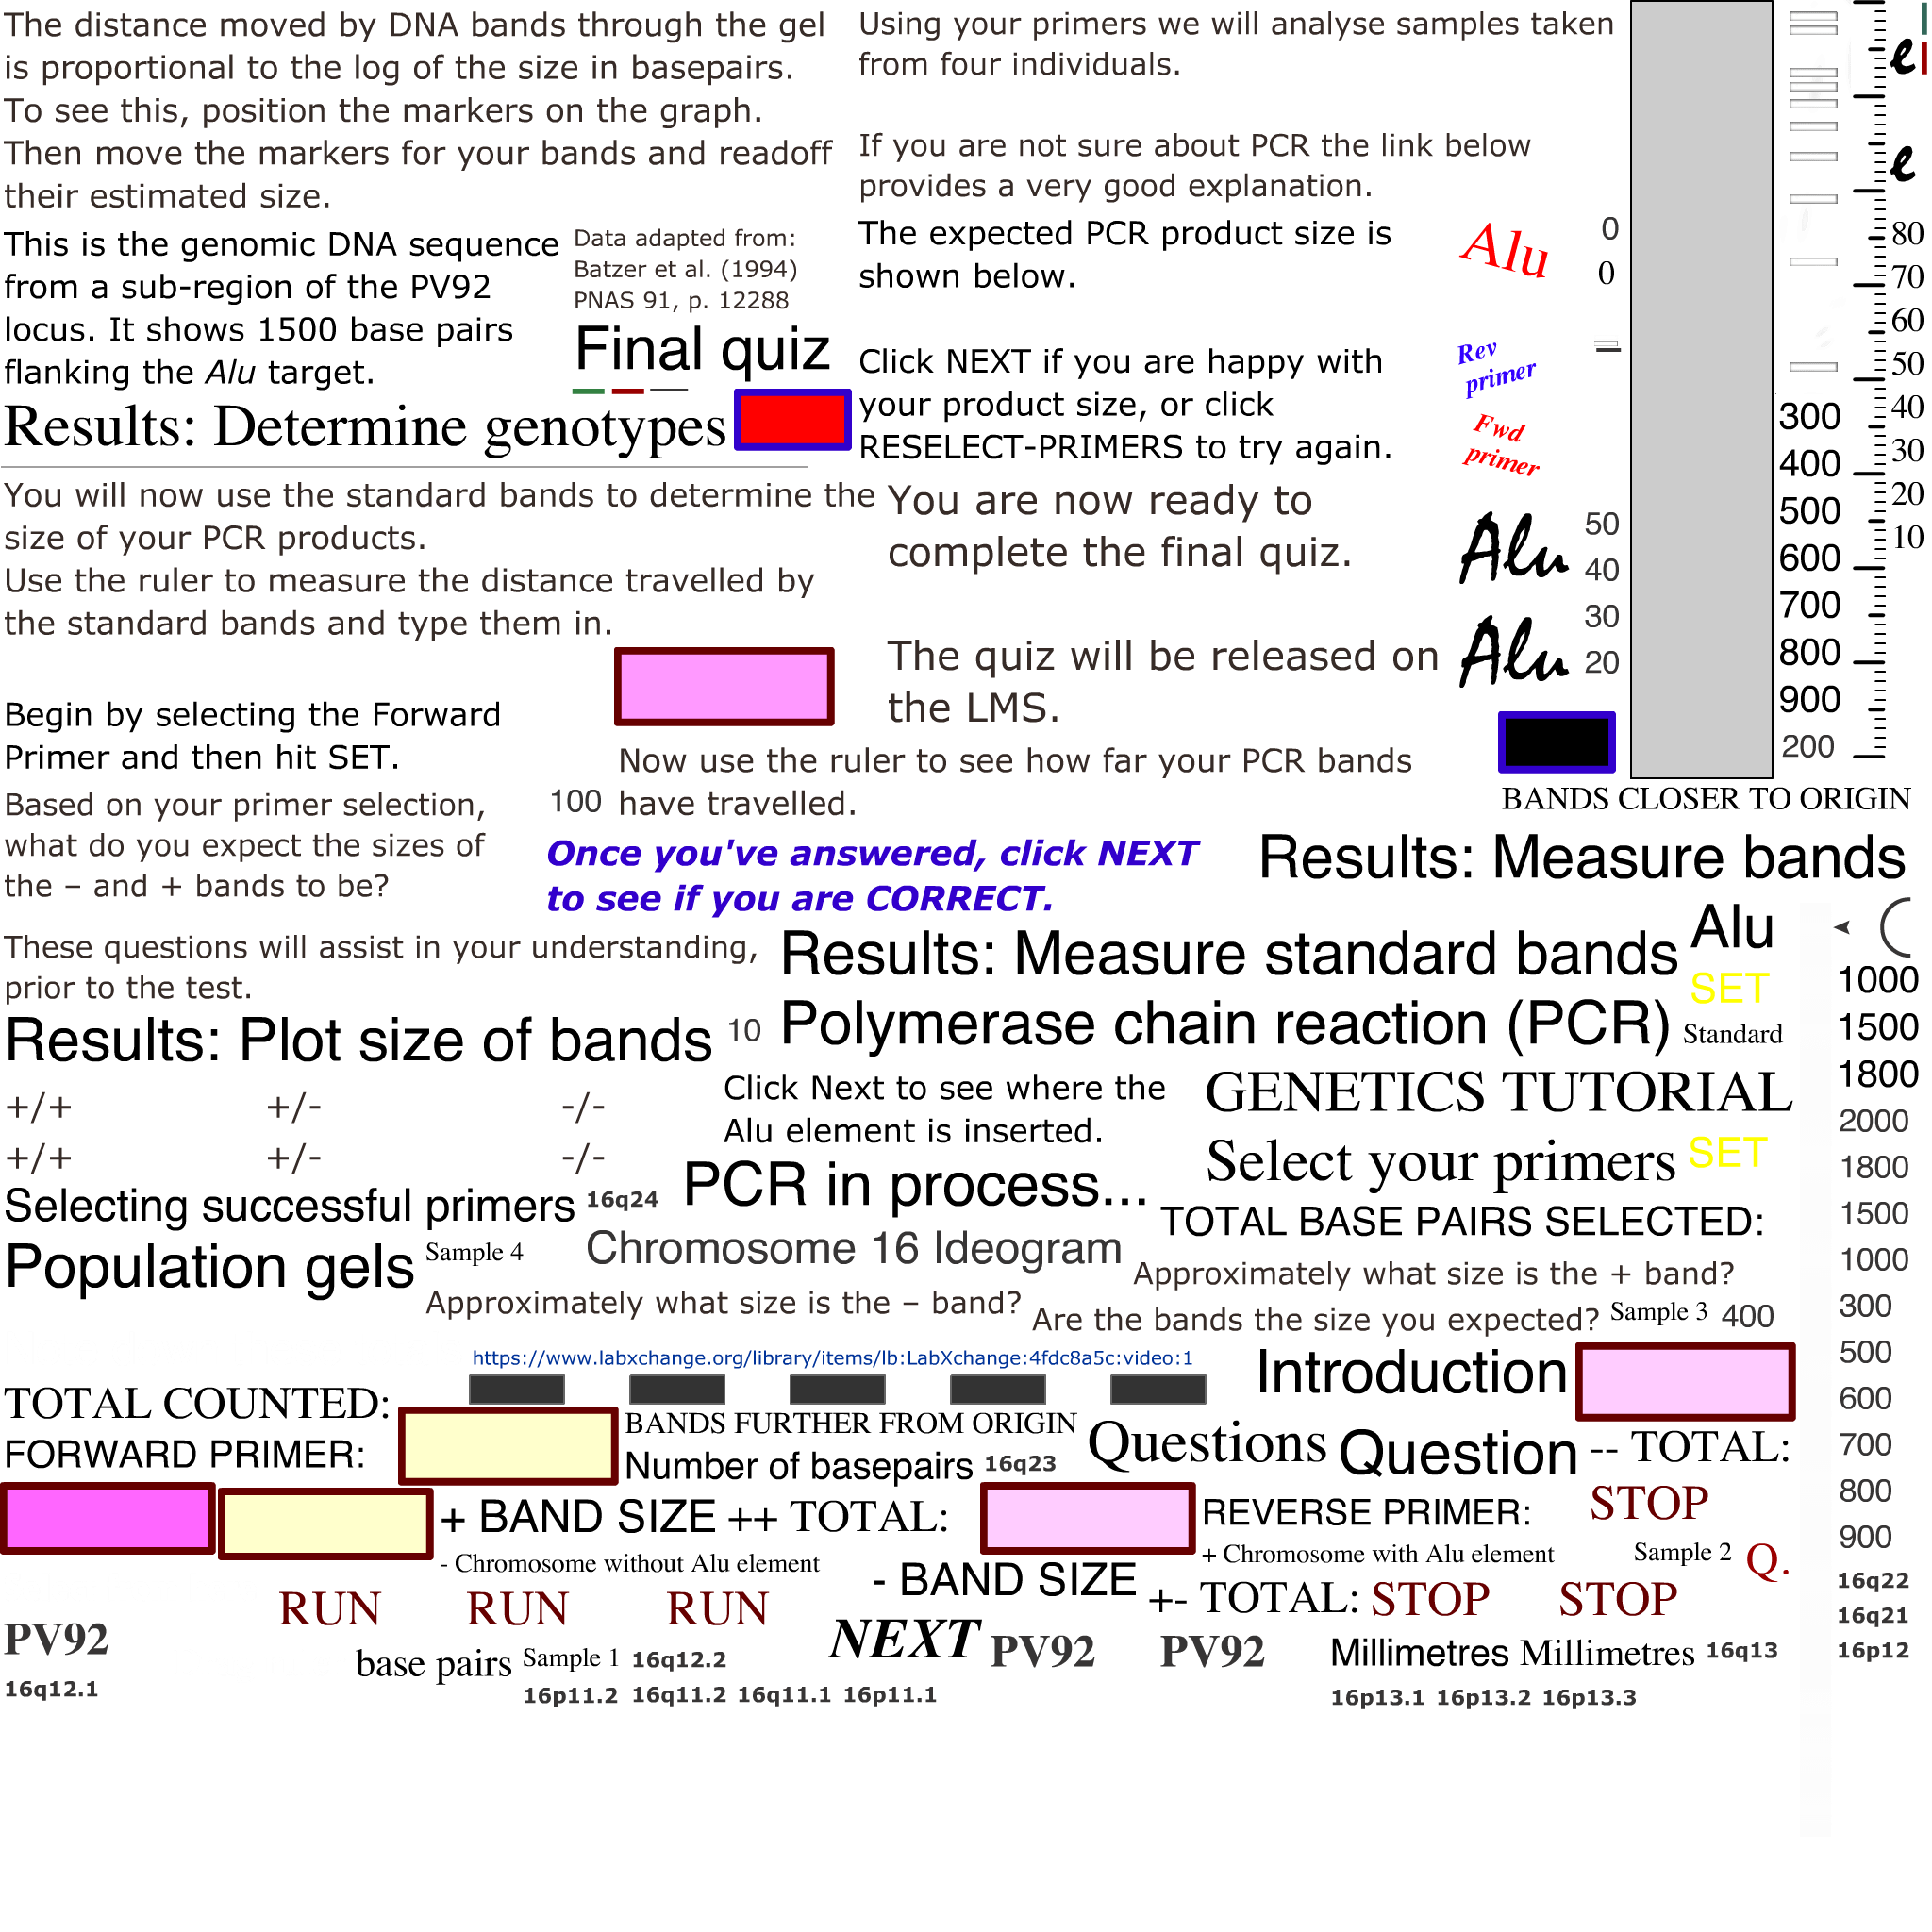 The distance moved by DNA bands through the gel
is proportional to the log of the size in basepairs.
To see this, position the markers on the graph.
Then move the markers for your bands and readoff
their estimated size.
Using your primers we will analyse samples taken
from four individuals.
If you are not sure about PCR the link below
provides a very good explanation.
e
e
This is the genomic DNA sequence
from a sub-region of the PV92
locus. It shows 1500 base pairs
flanking the Alu target.
Data adapted from:
Batzer et al. (1994)
PNAS 91, p. 12288
Final quiz
The expected PCR product size is
shown below.
Click NEXT if you are happy with
your product size, or click
RESELECT-PRIMERS to try again.
Alu
0
0
Rev
primer
Fwd
primer
80
70
60
50
40
30
20
10
300
400
500
600
700
800
900
200
Results: Determine genotypes
You will now use the standard bands to determine the
size of your PCR products.
Use the ruler to measure the distance travelled by
the standard bands and type them in.
You are now ready to
complete the final quiz.
The quiz will be released on
the LMS.
Alu
50
40
Alu
30
20
Begin by selecting the Forward
Primer and then hit SET.
Now use the ruler to see how far your PCR bands
have travelled.
100
BANDS CLOSER TO ORIGIN
Based on your primer selection,
what do you expect the sizes of
the – and + bands to be?
Once you've answered, click NEXT
to see if you are CORRECT.
Results: Measure bands
These questions will assist in your understanding,
prior to the test.
Results: Measure standard bands
Alu
SET
Results: Plot size of bands
10
Polymerase chain reaction (PCR)
Standard
1000
1500
1800
2000
1800
1500
1000
300
500
600
700
800
900
16q22
16q21
16p12
+/+ +/- -/-
+/+ +/- -/-
Click Next to see where the
Alu element is inserted.
GENETICS TUTORIAL
Select your primers
SET
Selecting successful primers
16q24
PCR in process...
TOTAL BASE PAIRS SELECTED:
Population gels
Sample 4
Chromosome 16 Ideogram
Approximately what size is the + band?
Approximately what size is the – band?
Are the bands the size you expected?
Sample 3
400
https://www.labxchange.org/library/items/lb:LabXchange:4fdc8a5c:video:1
Introduction
TOTAL COUNTED:
FORWARD PRIMER:
BANDS FURTHER FROM ORIGIN
Number of basepairs
16q23
Questions
Question
-- TOTAL:
+ BAND SIZE
++ TOTAL:
REVERSE PRIMER:
STOP
- Chromosome without Alu element
+ Chromosome with Alu element
Sample 2
Q.
- BAND SIZE
+- TOTAL:
STOP
STOP
RUN
RUN
RUN
PV92
NEXT
PV92
PV92
base pairs
Sample 1
16q12.2
Millimetres
Millimetres
16q13
16q12.1
16p11.2
16q11.2
16q11.1
16p11.1
16p13.1
16p13.2
16p13.3